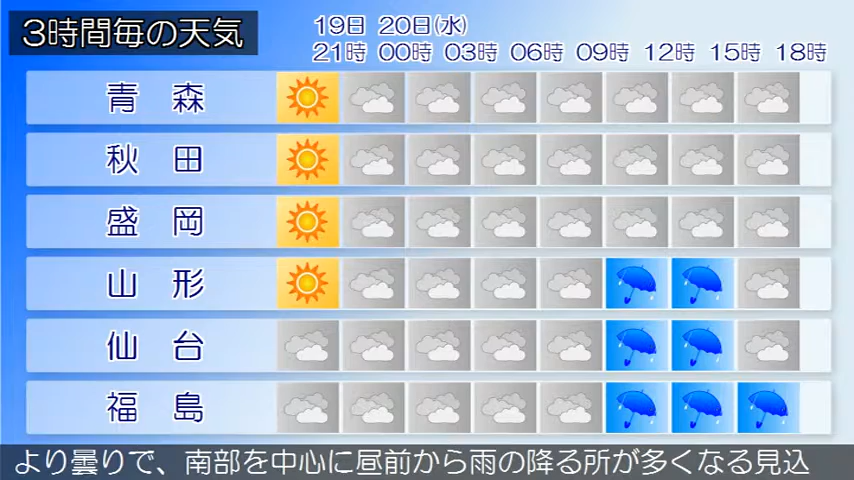 3時間毎の天気
19日 20日(水)
21時 00時 03時 06時 09時 12時 15時 18時
青森
秋田
盛岡
山形
仙台
福島
より曇りで、南部を中心に昼前から雨の降る所が多くなる見込